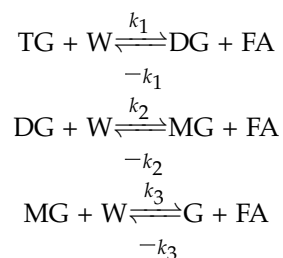 k₁
TG + W ⇌ DG + FA
−k₁
k₂
DG + W ⇌ MG + FA
−k₂
k₃
MG + W ⇌ G + FA
−k₃